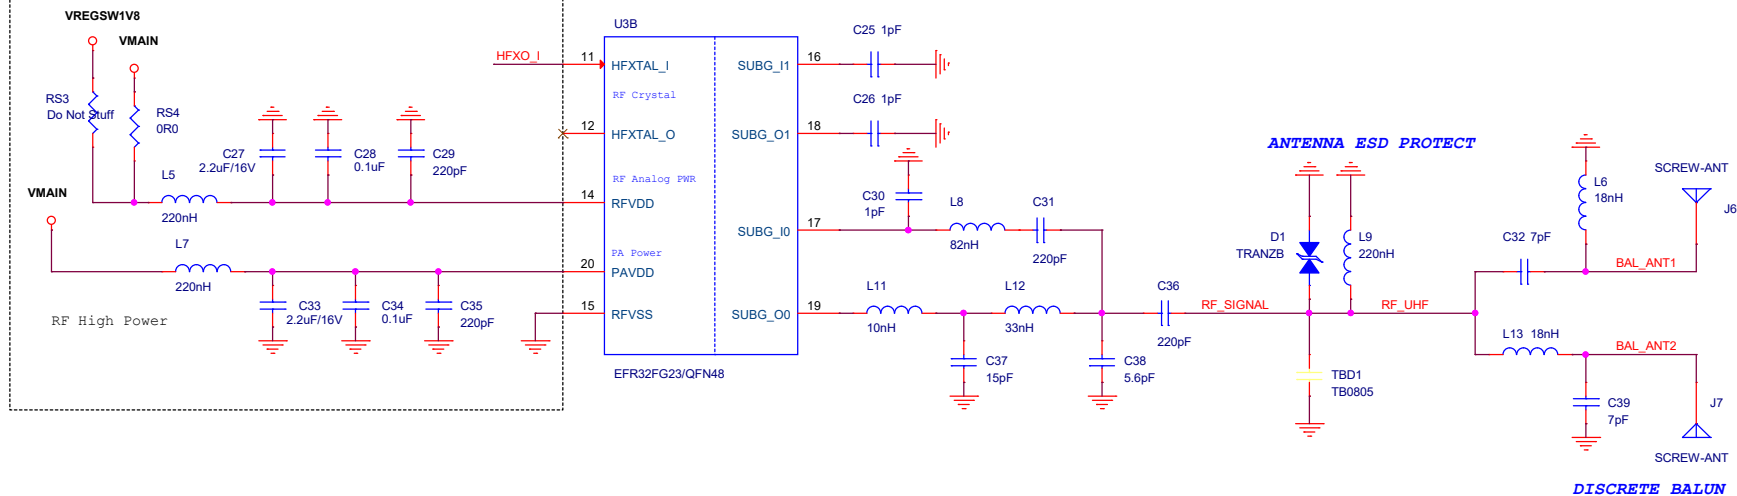 VREGSW1V8
VMAIN
RS3
Do Not Stuff
RS4
0R0
C27
2.2uF/16V
C28
0.1uF
C29
220pF
L5
220nH
VMAIN
L7
220nH
C33
2.2uF/16V
C34
0.1uF
C35
220pF
RF High Power
HFXO_I
U3B
11
HFXTAL_I
RF Crystal
12
HFXTAL_O
RF Analog PWR
14
RFVDD
PA Power
20
PAVDD
15
RFVSS
SUBG_I1
16
SUBG_O1
18
SUBG_I0
17
SUBG_O0
19
EFR32FG23/QFN48
C25 1pF
C26 1pF
C30
1pF
L8
82nH
C31
220pF
L11
10nH
L12
33nH
C37
15pF
C38
5.6pF
C36
220pF
RF_SIGNAL
ANTENNA ESD PROTECT
D1
TRANZB
L9
220nH
RF_UHF
TBD1
TB0805
C32 7pF
L6
18nH
SCREW-ANT
J6
BAL_ANT1
L13 18nH
BAL_ANT2
C39
7pF
J7
SCREW-ANT
DISCRETE BALUN